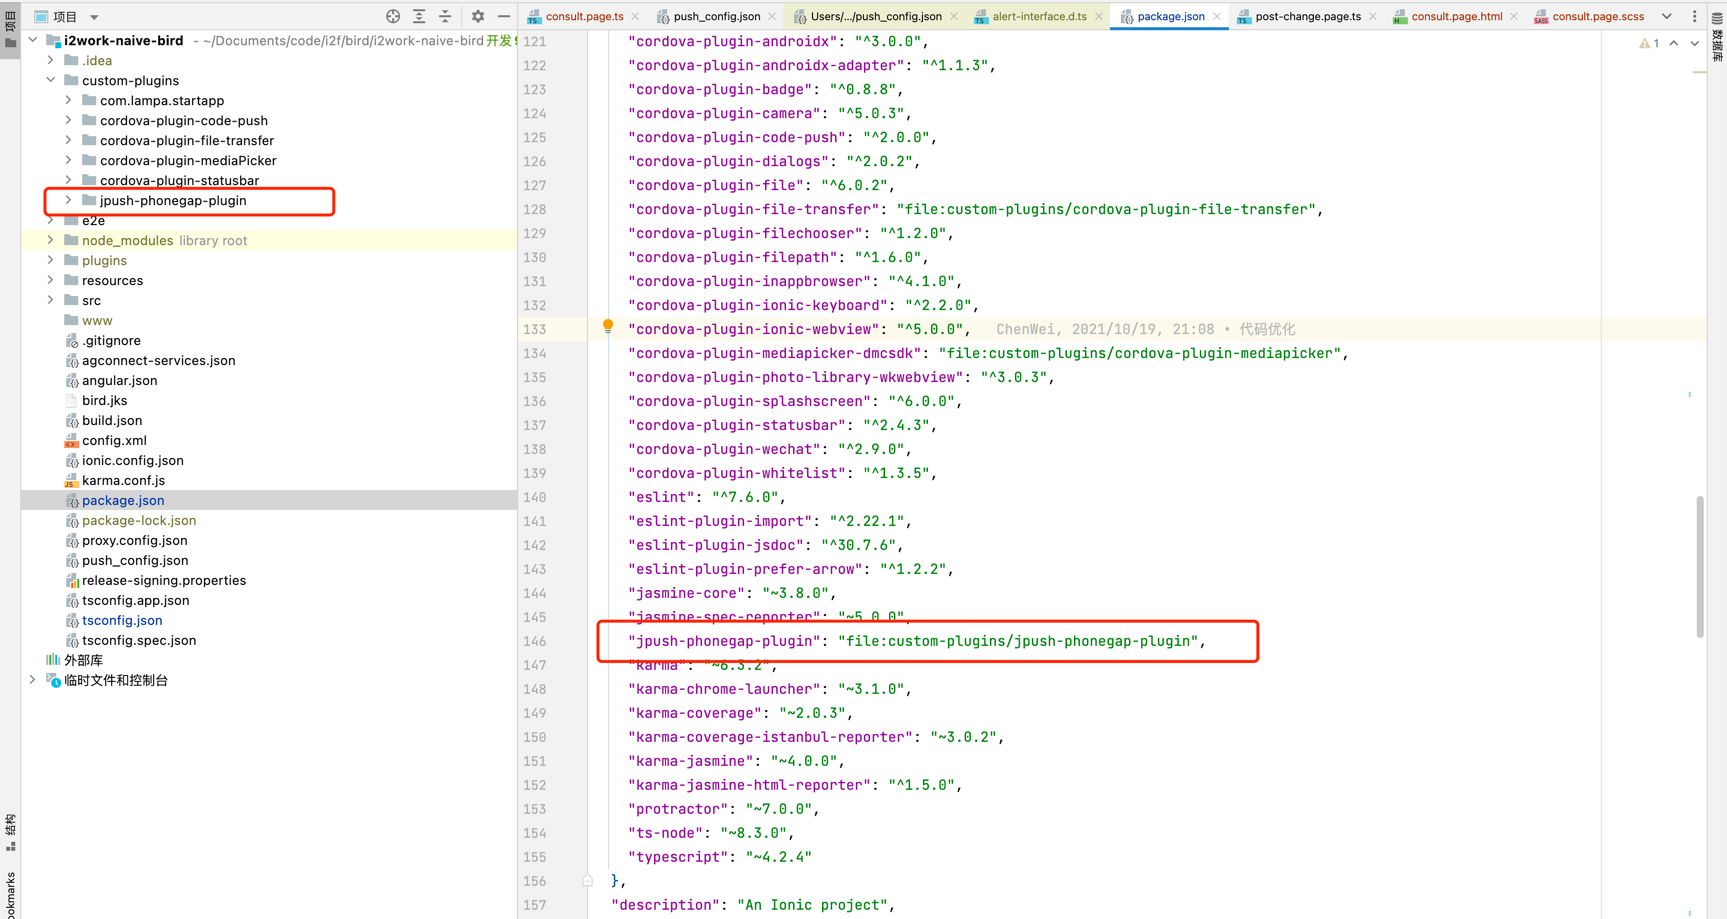 项目
consult.page.ts
push_config.json
Users/.../push_config.json
alert-interface.d.ts
package.json
post-change.page.ts
consult.page.html
consult.page.scss
项目
数据库
结构
ookmarks
i2work-naive-bird - ~/Documents/code/i2f/bird/i2work-naive-bird 开发
.idea
custom-plugins
com.lampa.startapp
cordova-plugin-code-push
cordova-plugin-file-transfer
cordova-plugin-mediaPicker
cordova-plugin-statusbar
jpush-phonegap-plugin
e2e
node_modules library root
plugins
resources
src
www
.gitignore
agconnect-services.json
angular.json
bird.jks
build.json
config.xml
ionic.config.json
karma.conf.js
package.json
package-lock.json
proxy.config.json
push_config.json
release-signing.properties
tsconfig.app.json
tsconfig.json
tsconfig.spec.json
外部库
临时文件和控制台
1
121 "cordova-plugin-androidx": "^3.0.0",
122 "cordova-plugin-androidx-adapter": "^1.1.3",
123 "cordova-plugin-badge": "^0.8.8",
124 "cordova-plugin-camera": "^5.0.3",
125 "cordova-plugin-code-push": "^2.0.0",
126 "cordova-plugin-dialogs": "^2.0.2",
127 "cordova-plugin-file": "^6.0.2",
128 "cordova-plugin-file-transfer": "file:custom-plugins/cordova-plugin-file-transfer",
129 "cordova-plugin-filechooser": "^1.2.0",
130 "cordova-plugin-filepath": "^1.6.0",
131 "cordova-plugin-inappbrowser": "^4.1.0",
132 "cordova-plugin-ionic-keyboard": "^2.2.0",
133 "cordova-plugin-ionic-webview": "^5.0.0", ChenWei, 2021/10/19, 21:08 • 代码优化
134 "cordova-plugin-mediapicker-dmcsdk": "file:custom-plugins/cordova-plugin-mediapicker",
135 "cordova-plugin-photo-library-wkwebview": "^3.0.3",
136 "cordova-plugin-splashscreen": "^6.0.0",
137 "cordova-plugin-statusbar": "^2.4.3",
138 "cordova-plugin-wechat": "^2.9.0",
139 "cordova-plugin-whitelist": "^1.3.5",
140 "eslint": "^7.6.0",
141 "eslint-plugin-import": "^2.22.1",
142 "eslint-plugin-jsdoc": "^30.7.6",
143 "eslint-plugin-prefer-arrow": "^1.2.2",
144 "jasmine-core": "~3.8.0",
145 "jasmine-spec-reporter": "~5.0.0",
146 "jpush-phonegap-plugin": "file:custom-plugins/jpush-phonegap-plugin",
147 "karma": "~6.3.2",
148 "karma-chrome-launcher": "~3.1.0",
149 "karma-coverage": "~2.0.3",
150 "karma-coverage-istanbul-reporter": "~3.0.2",
151 "karma-jasmine": "~4.0.0",
152 "karma-jasmine-html-reporter": "^1.5.0",
153 "protractor": "~7.0.0",
154 "ts-node": "~8.3.0",
155 "typescript": "~4.2.4"
156 },
157 "description": "An Ionic project",